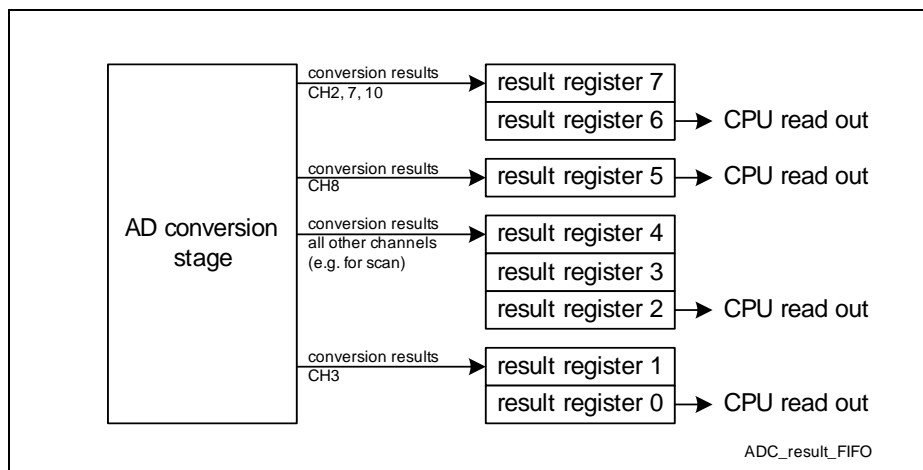 AD conversion
stage
conversion results
CH2, 7, 10
result register 7
result register 6
CPU read out
conversion results
CH8
result register 5
CPU read out
conversion results
all other channels
(e.g. for scan)
result register 4
result register 3
result register 2
CPU read out
conversion results
CH3
result register 1
result register 0
CPU read out
ADC_result_FIFO